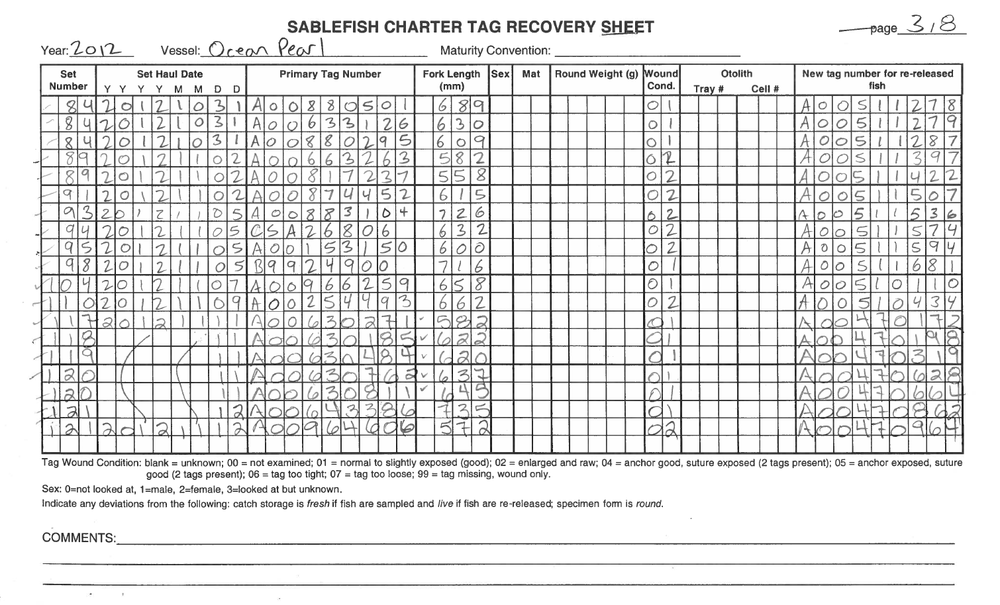 SABLEFISH CHARTER TAG RECOVERY SHEET
page 3/8
Year: 2012 Vessel: Ocean Pearl Maturity Convention:
Set Number Set Haul Date Primary Tag Number Fork Length (mm) Sex Mat Round Weight (g) Wound Cond. Otolith New tag number for re-released fish
Y Y Y Y M M D D Tray # Cell #
84 20121031 A00880501 689 01 A00511278
84 20121031 A00633126 630 01 A00511279
84 20121031 A00880295 609 01 A00511287
89 20121102 A00663263 582 02 A00511397
89 20121102 A00817237 558 02 A00511422
91 20121102 A00874452 615 02 A00511507
93 20121105 A00883104 726 02 A00511536
94 20121105 CSA26806 632 02 A00511574
95 20121105 A00153150 600 02 A00511594
98 20121105 B9924900 716 01 A00511681
104 20121107 A00966259 658 01 A00510110
110 20121109 A00254493 662 02 A00510434
117 20121111 A00630271 582 01 A00470172
118 11 A00630185 622 01 A00470198
119 11 A00630484 620 01 A00470319
120 11 A00630762 637 01 A00470628
120 11 A00630811 645 01 A00470664
121 12 A00643386 735 01 A00470862
121 20121112 A00964606 572 02 A00470964
Tag Wound Condition: blank = unknown; 00 = not examined; 01 = normal to slightly exposed (good); 02 = enlarged and raw; 04 = anchor good, suture exposed (2 tags present); 05 = anchor exposed, suture
good (2 tags present); 06 = tag too tight; 07 = tag too loose; 99 = tag missing, wound only.
Sex: 0=not looked at, 1=male, 2=female, 3=looked at but unknown.
Indicate any deviations from the following: catch storage is fresh if fish are sampled and live if fish are re-released; specimen form is round.
COMMENTS: